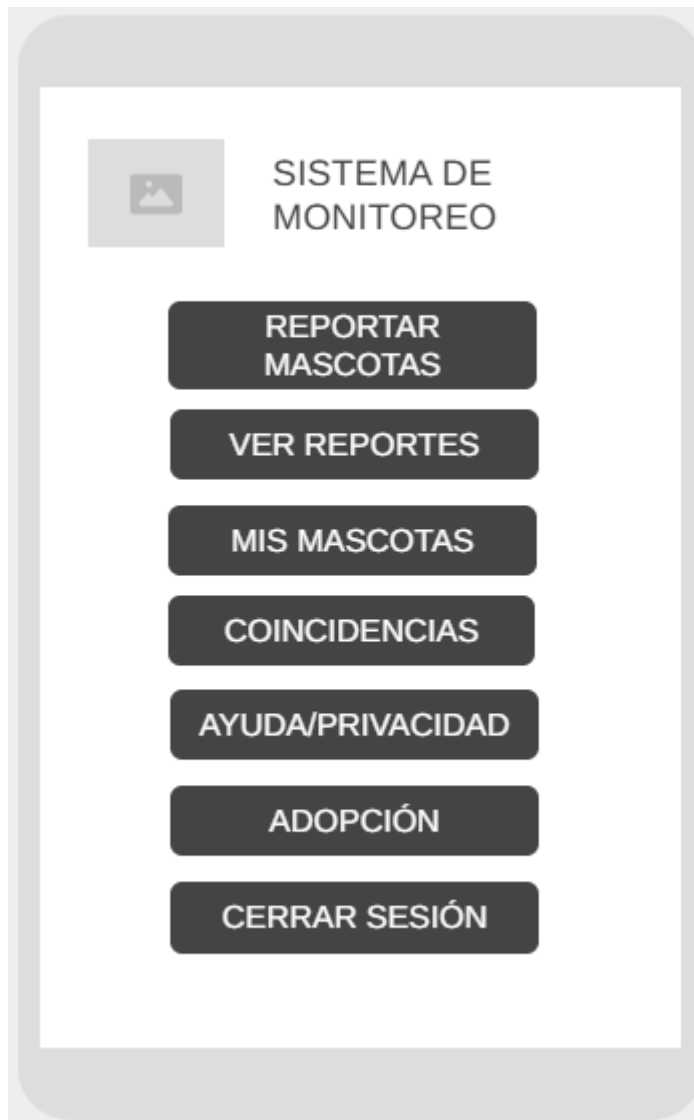 SISTEMA DE
MONITOREO
REPORTAR
MASCOTAS
VER REPORTES
MIS MASCOTAS
COINCIDENCIAS
AYUDA/PRIVACIDAD
ADOPCIÓN
CERRAR SESIÓN